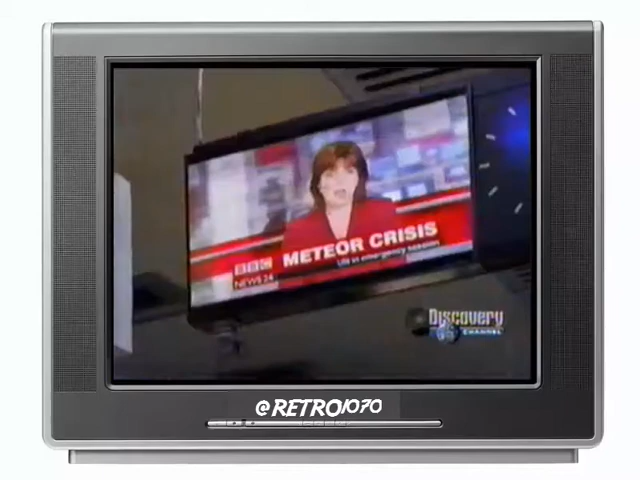 METEOR CRISIS
BBC
UN in emergency session
NEWS 24
Discovery
CHANNEL
@RETRO1070